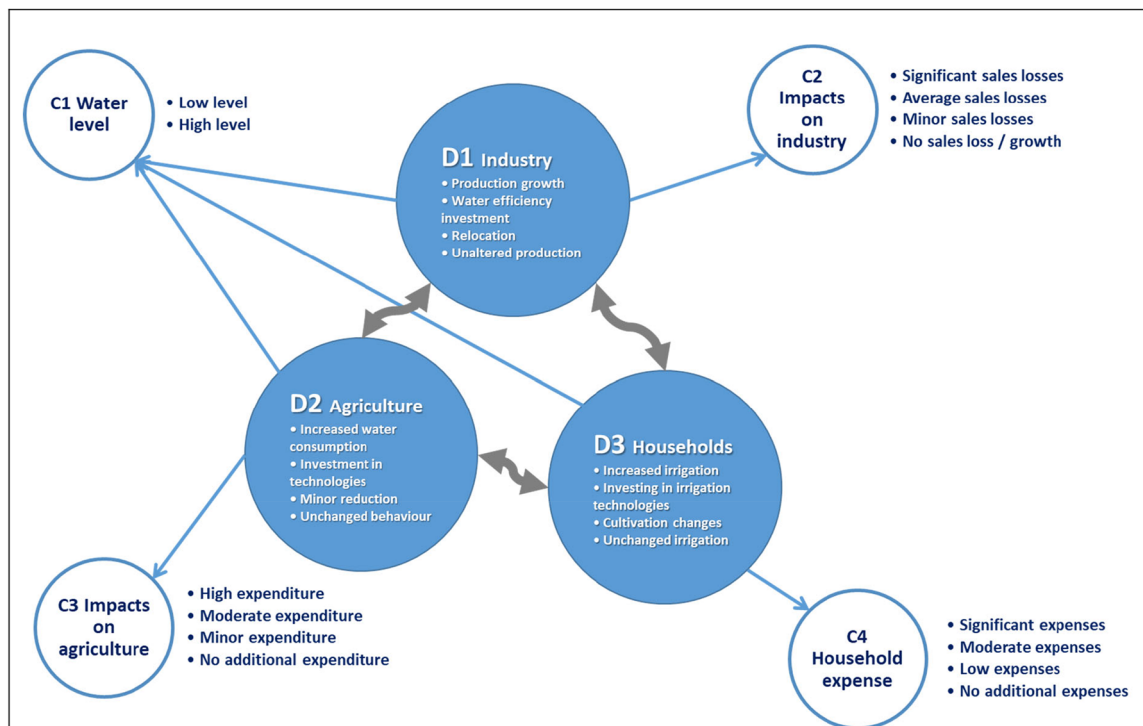 C1 Water
level
• Low level
• High level
D1 Industry
• Production growth
• Water efficiency
investment
• Relocation
• Unaltered production
C2
Impacts
on
industry
• Significant sales losses
• Average sales losses
• Minor sales losses
• No sales loss / growth
D2 Agriculture
• Increased water
consumption
• Investment in
technologies
• Minor reduction
• Unchanged behaviour
D3 Households
• Increased irrigation
• Investing in irrigation
technologies
• Cultivation changes
• Unchanged irrigation
C3 Impacts
on
agriculture
• High expenditure
• Moderate expenditure
• Minor expenditure
• No additional expenditure
C4
Household
expense
• Significant expenses
• Moderate expenses
• Low expenses
• No additional expenses